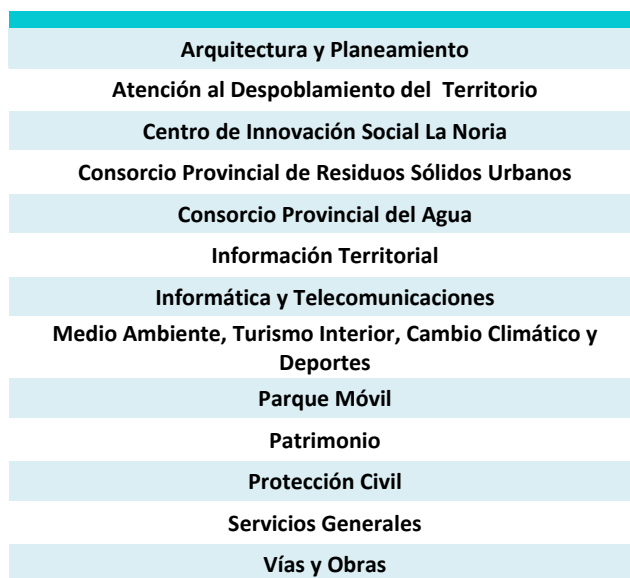 Arquitectura y Planeamiento
Atención al Despoblamiento del  Territorio
Centro de Innovación Social La Noria
Consorcio Provincial de Residuos Sólidos Urbanos
Consorcio Provincial del Agua
Información Territorial
Informática y Telecomunicaciones
Medio Ambiente, Turismo Interior, Cambio Climático y
Deportes
Parque Móvil
Patrimonio
Protección Civil
Servicios Generales
Vías y Obras